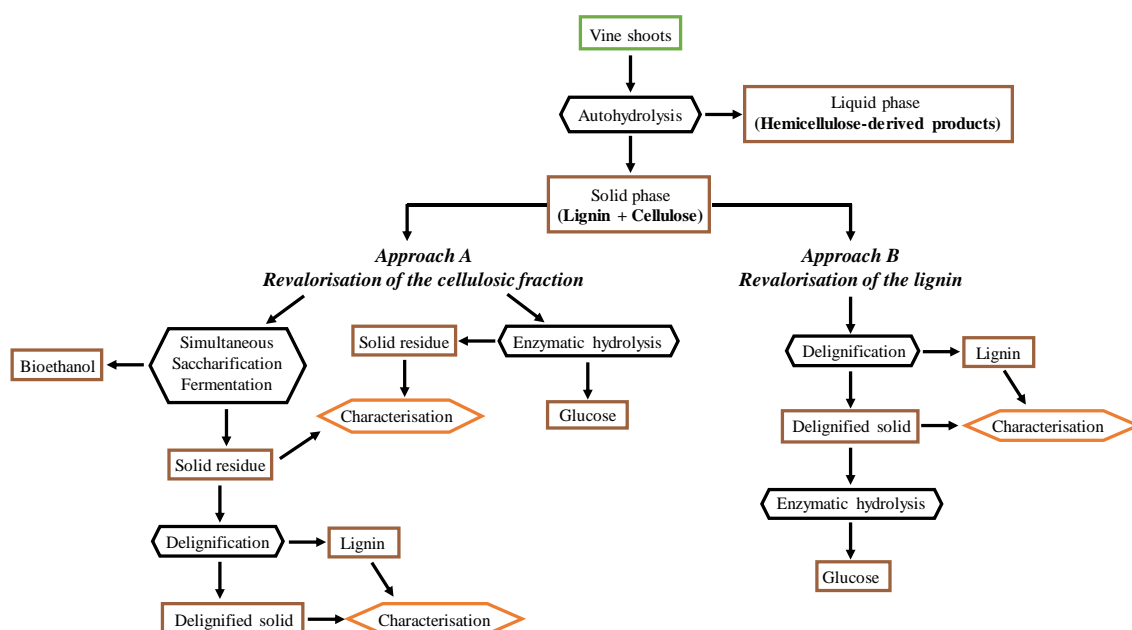 Vine shoots
Autohydrolysis
Liquid phase
(Hemicellulose-derived products)
Solid phase
(Lignin + Cellulose)
Approach A
Revalorisation of the cellulosic fraction
Approach B
Revalorisation of the lignin
Simultaneous
Saccharification
Fermentation
Bioethanol
Solid residue
Enzymatic hydrolysis
Characterisation
Glucose
Solid residue
Delignification
Lignin
Delignified solid
Characterisation
Delignification
Lignin
Delignified solid
Characterisation
Enzymatic hydrolysis
Glucose